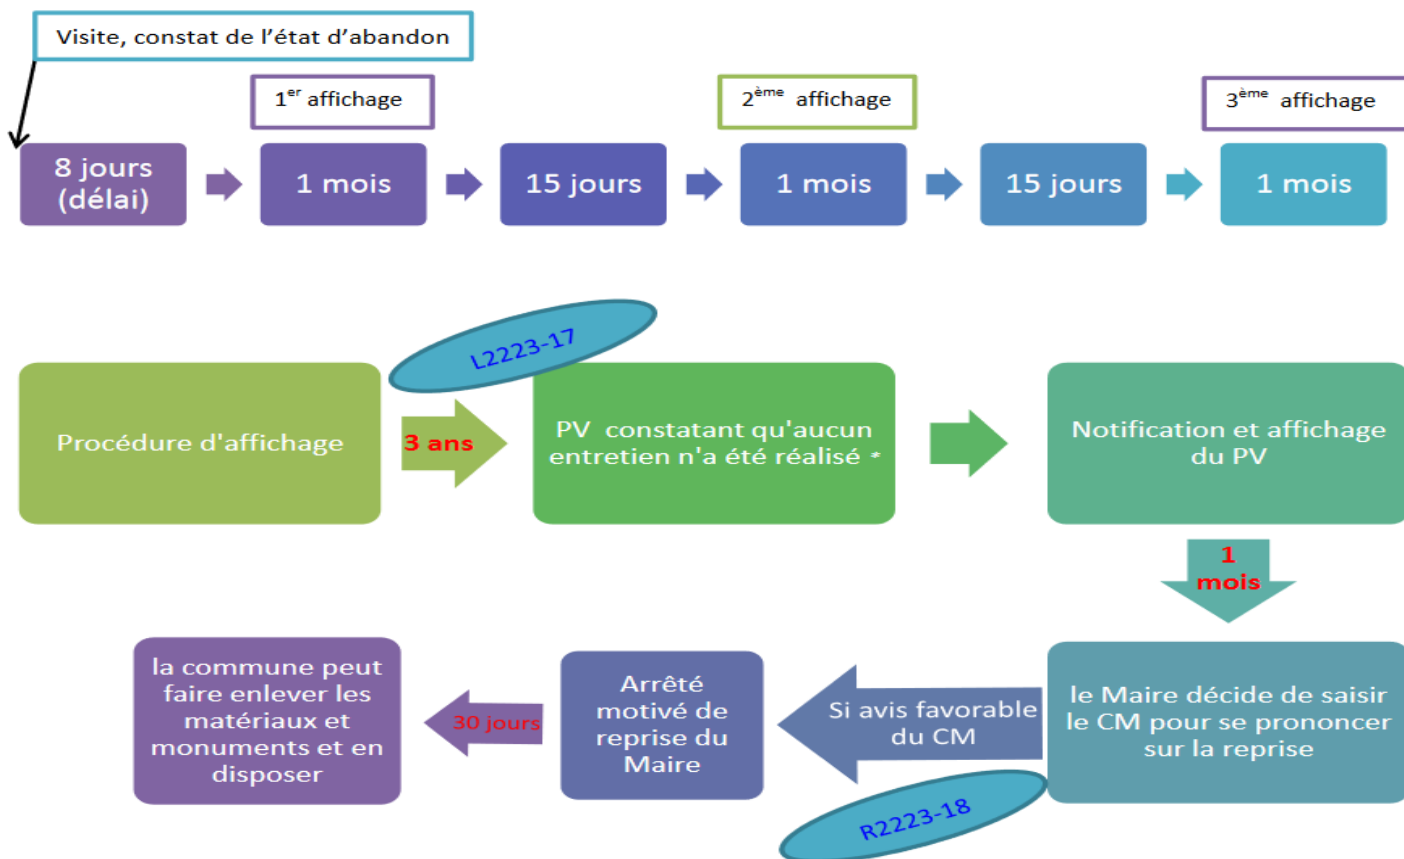 Visite, constat de l'état d'abandon
1er affichage
2ème affichage
3ème affichage
8 jours
(délai)
1 mois
15 jours
1 mois
15 jours
1 mois
L2223-17
Procédure d'affichage
3 ans
PV constatant qu'aucun
entretien n'a été réalisé *
Notification et affichage
du PV
1
mois
la commune peut
faire enlever les
matériaux et
monuments et en
disposer
30 jours
Arrêté
motivé de
reprise du
Maire
Si avis favorable
du CM
le Maire décide de saisir
le CM pour se prononcer
sur la reprise
R2223-18